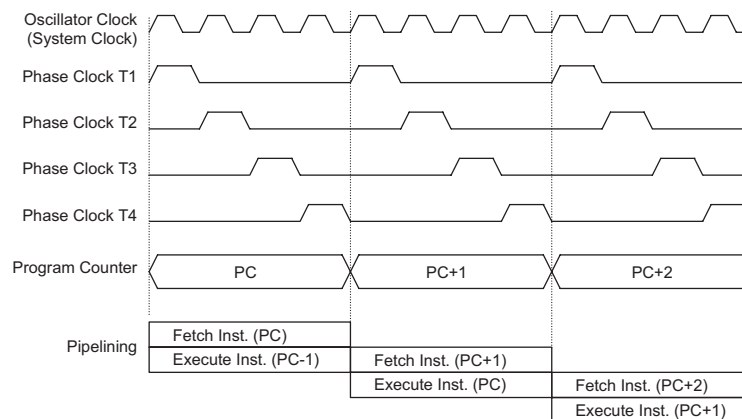 Oscillator Clock
(System Clock)
Phase Clock T1
Phase Clock T2
Phase Clock T3
Phase Clock T4
Program Counter
PC
PC+1
PC+2
Pipelining
Fetch Inst. (PC)
Execute Inst. (PC-1)
Fetch Inst. (PC+1)
Execute Inst. (PC)
Fetch Inst. (PC+2)
Execute Inst. (PC+1)